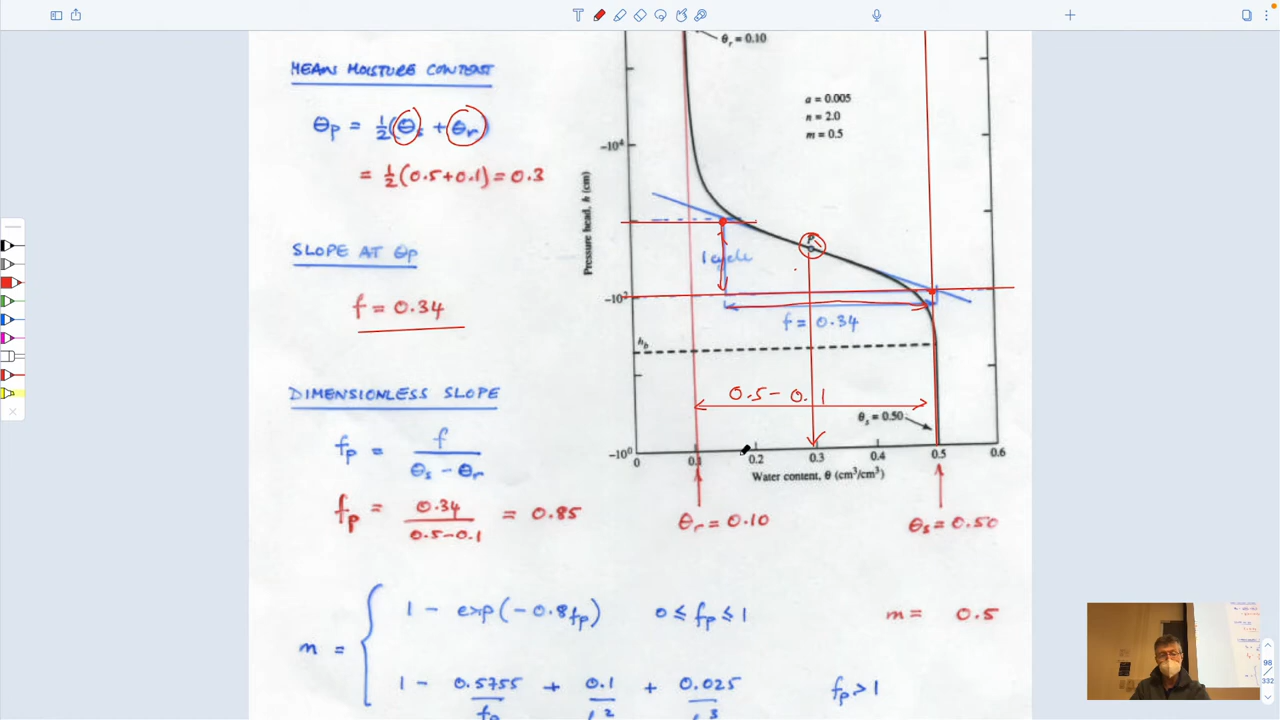 MEANS MOISTURE CONTENT
θp = ½(θs + θr)
= ½(0.5+0.1) = 0.3
SLOPE AT θp
f = 0.34
DIMENSIONLESS SLOPE
fp = f / θs − θr
fp = 0.34 / 0.5−0.1 = 0.85
m = { 1 − exp(−0.8fp) 0 ≤ fp ≤ 1
1 − 0.5755 / fp + 0.1 / + 0.025 / fp > 1
m = 0.5
θr = 0.10
a = 0.005
n = 2.0
m = 0.5
−10⁴
Pressure head, h (cm)
P
1 cycle
−10²
f = 0.34
hb
0.5 − 0.1
θs = 0.50
−10⁰
0 0.1 0.2 0.3 0.4 0.5 0.6
Water content, θ (cm³/cm³)
θr = 0.10
θs = 0.50
98
332